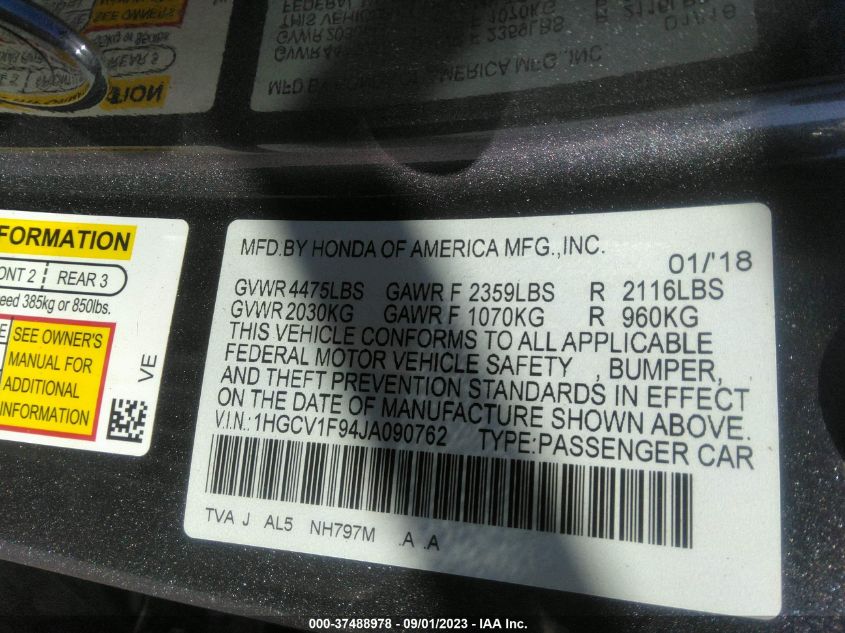 FORMATION
ONT 2 | REAR 3
eed 385kg or 850lbs.
SEE OWNER'S
MANUAL FOR
ADDITIONAL
INFORMATION
VE
MFD.BY HONDA OF AMERICA MFG.,INC. 01/'18
GVWR 4475LBS GAWR F 2359LBS R 2116LBS
GVWR 2030KG GAWR F 1070KG R 960KG
THIS VEHICLE CONFORMS TO ALL APPLICABLE
FEDERAL MOTOR VEHICLE SAFETY , BUMPER,
AND THEFT PREVENTION STANDARDS IN EFFECT
ON THE DATE OF MANUFACTURE SHOWN ABOVE.
V.I.N.: 1HGCV1F94JA090762 TYPE:PASSENGER CAR
TVA J AL5 NH797M .A .A
000-37488978 - 09/01/2023 - IAA Inc.